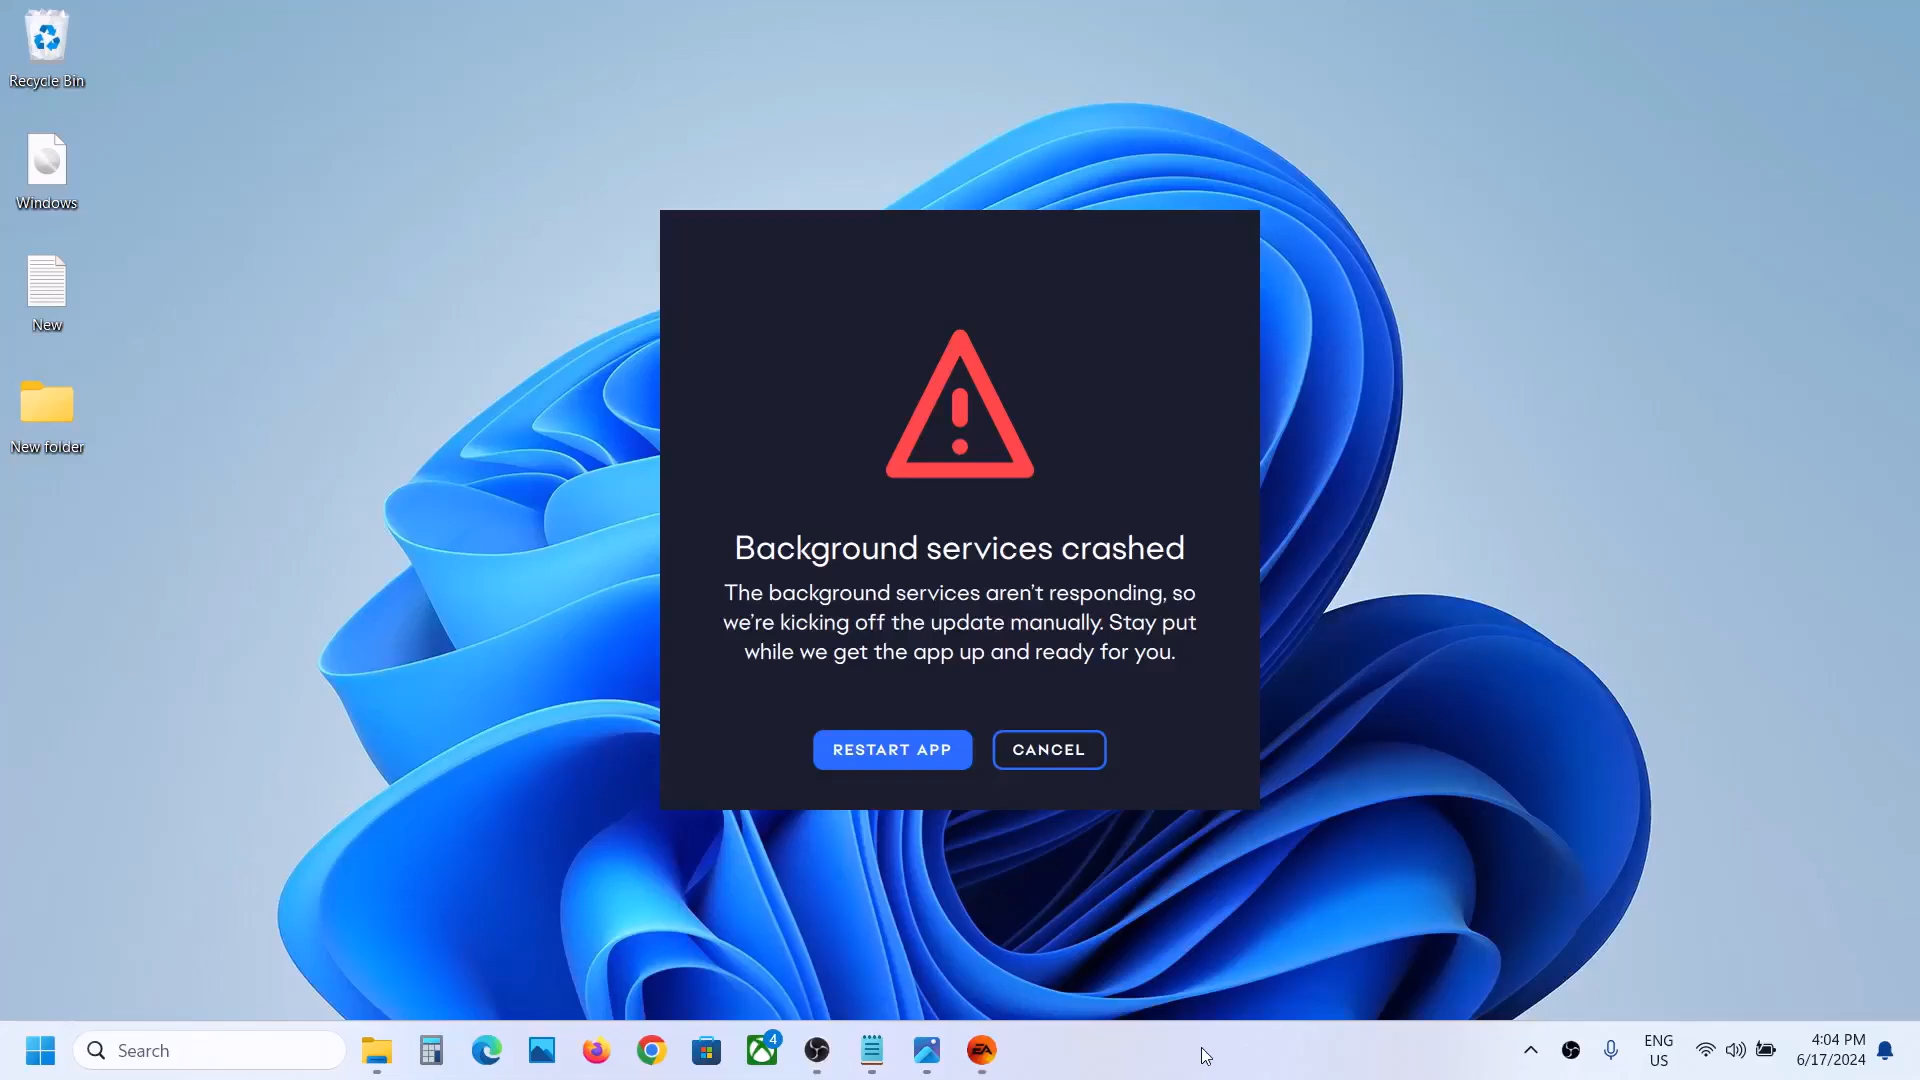 Recycle Bin
Windows
New
New folder
Background services crashed
The background services aren't responding, so
we're kicking off the update manually. Stay put
while we get the app up and ready for you.
RESTART APP
CANCEL
Search
4
EA
ENG
US
4:04 PM
6/17/2024